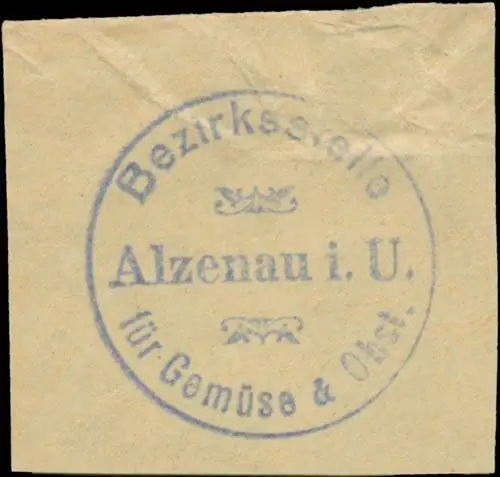 Bezirksstelle
Alzenau i. U.
für Gemüse & Obst.